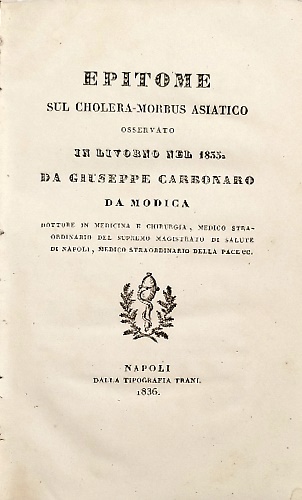 EPITOME
SUL CHOLERA-MORBUS ASIATICO
OSSERVATO
IN LIVORNO NEL 1835.
DA GIUSEPPE CARBONARO
DA MODICA
DOTTORE IN MEDICINA E CHIRURGIA, MEDICO STRA-
ORDINARIO DEL SUPREMO MAGISTRATO DI SALUTE
DI NAPOLI, MEDICO STRAORDINARIO DELLA PACE EC.
NAPOLI
DALLA TIPOGRAFIA TRANI.
1836.